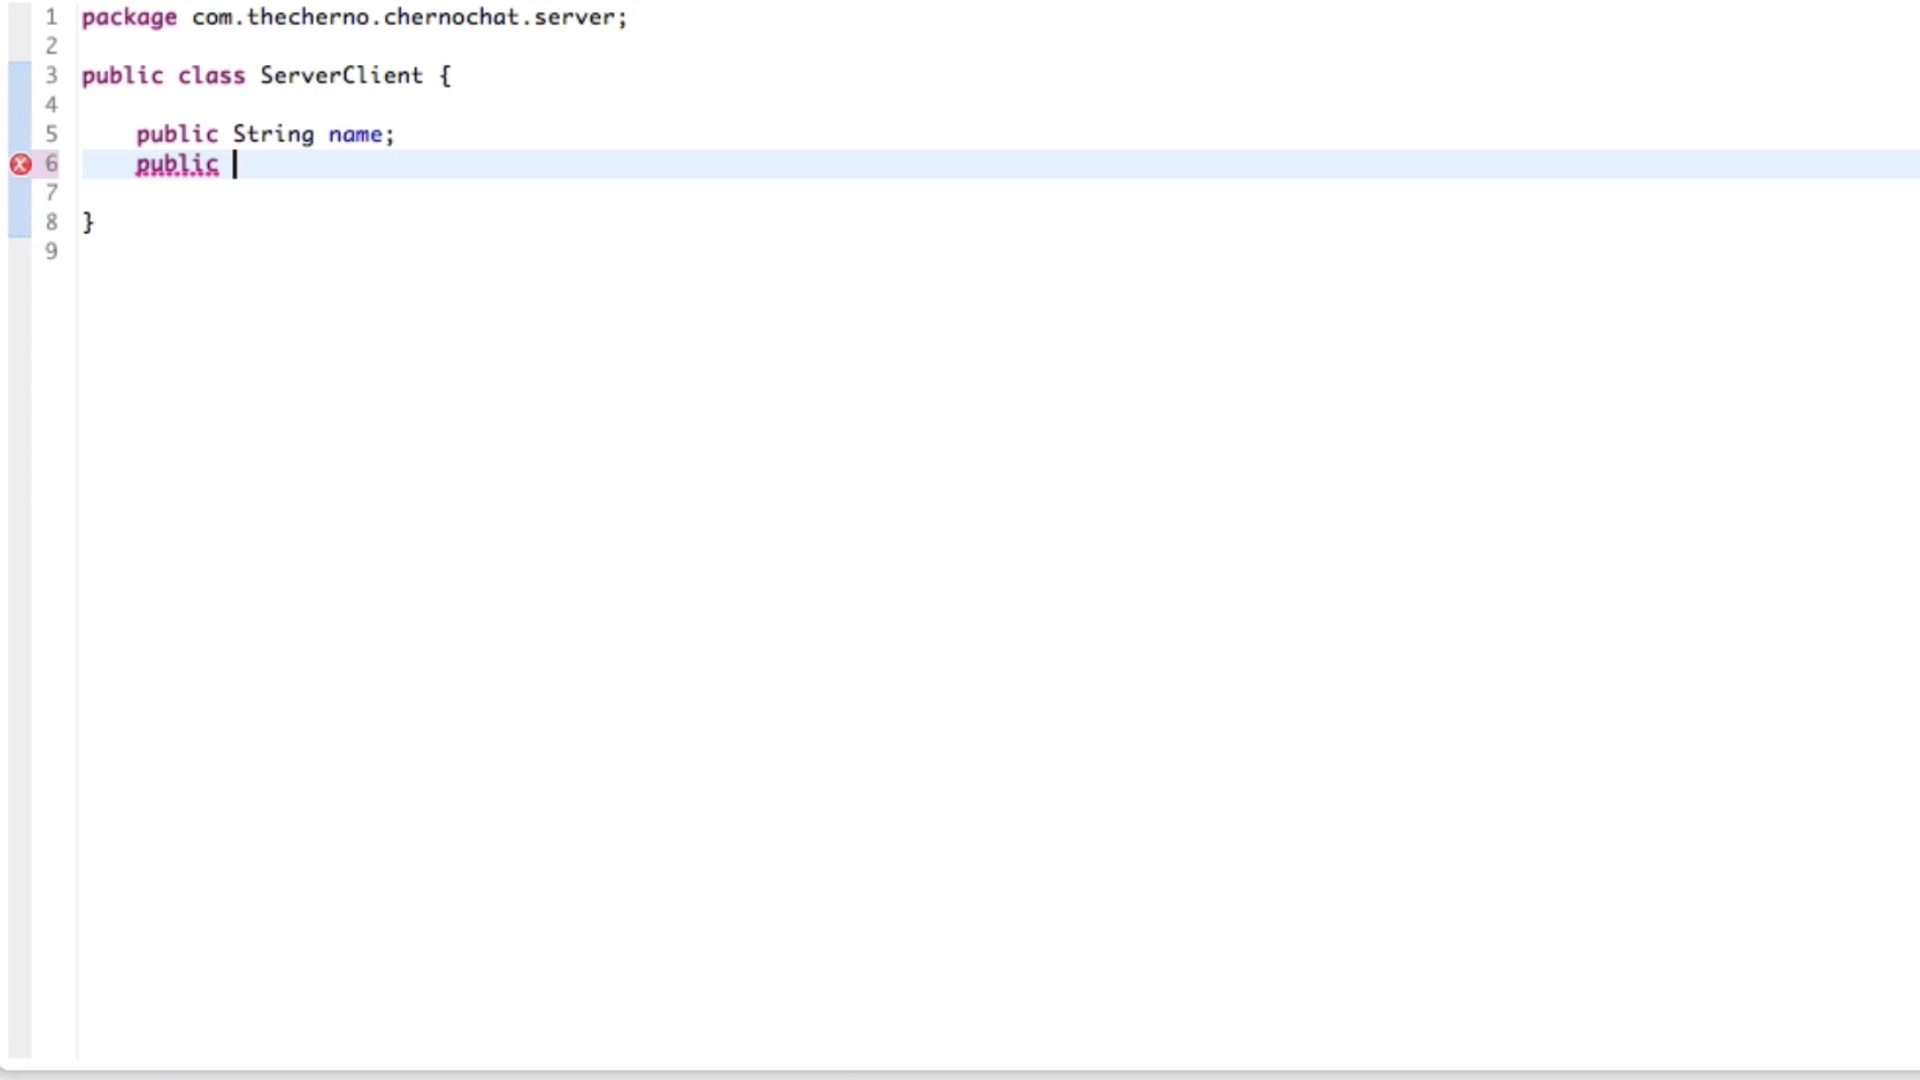 1 package com.thecherno.chernochat.server;
2
3 public class ServerClient {
4
5     public String name;
6     public
7
8 }
9